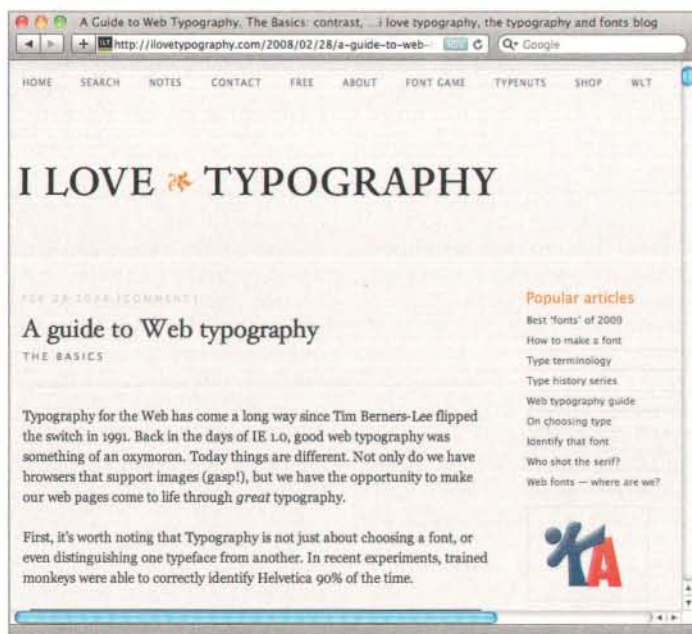 A Guide to Web Typography. The Basics: contrast, ...i love typography, the typography and fonts blog
http://ilovetypography.com/2008/02/28/a-guide-to-web- Google
HOME SEARCH NOTES CONTACT FREE ABOUT FONT GAME TYPENUTS SHOP WLT
I LOVE TYPOGRAPHY
FEB 28 2008 [COMMENT]
A guide to Web typography
THE BASICS
Typography for the Web has come a long way since Tim Berners-Lee flipped
the switch in 1991. Back in the days of IE 1.0, good web typography was
something of an oxymoron. Today things are different. Not only do we have
browsers that support images (gasp!), but we have the opportunity to make
our web pages come to life through great typography.
First, it's worth noting that Typography is not just about choosing a font, or
even distinguishing one typeface from another. In recent experiments, trained
monkeys were able to correctly identify Helvetica 90% of the time.
Popular articles
Best 'fonts' of 2009
How to make a font
Type terminology
Type history series
Web typography guide
On choosing type
Identify that font
Who shot the serif?
Web fonts — where are we?